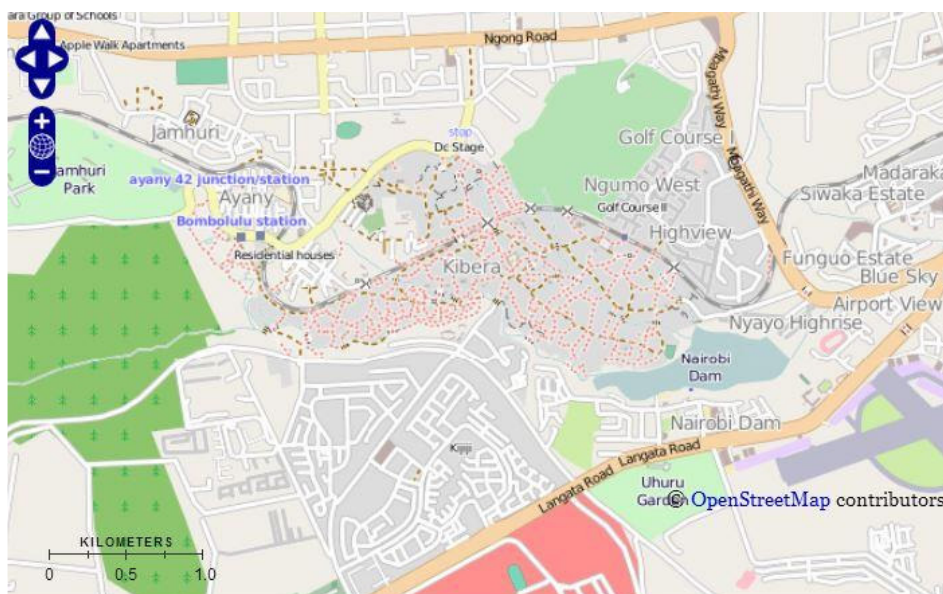 ara Group of Schools
Apple Walk Apartments
Ngong Road
Mbagathi Way
Jamhuri
stop
Dc Stage
Golf Course I
Jamhuri
Park
ayany 42 junction/station
Ayany
Ngumo West
Golf Course II
Mbagathi Way
Madaraka
Siwaka Estate
Bombolulu station
Residential houses
Kibera
Highview
Funguo Estate
Blue Sky
Airport View
Nyayo Highrise
Nairobi
Dam
Nairobi Dam
Kijiji
Langata Road
Langata Road
Uhuru
Garden
© OpenStreetMap contributors
KILOMETERS
0 0.5 1.0